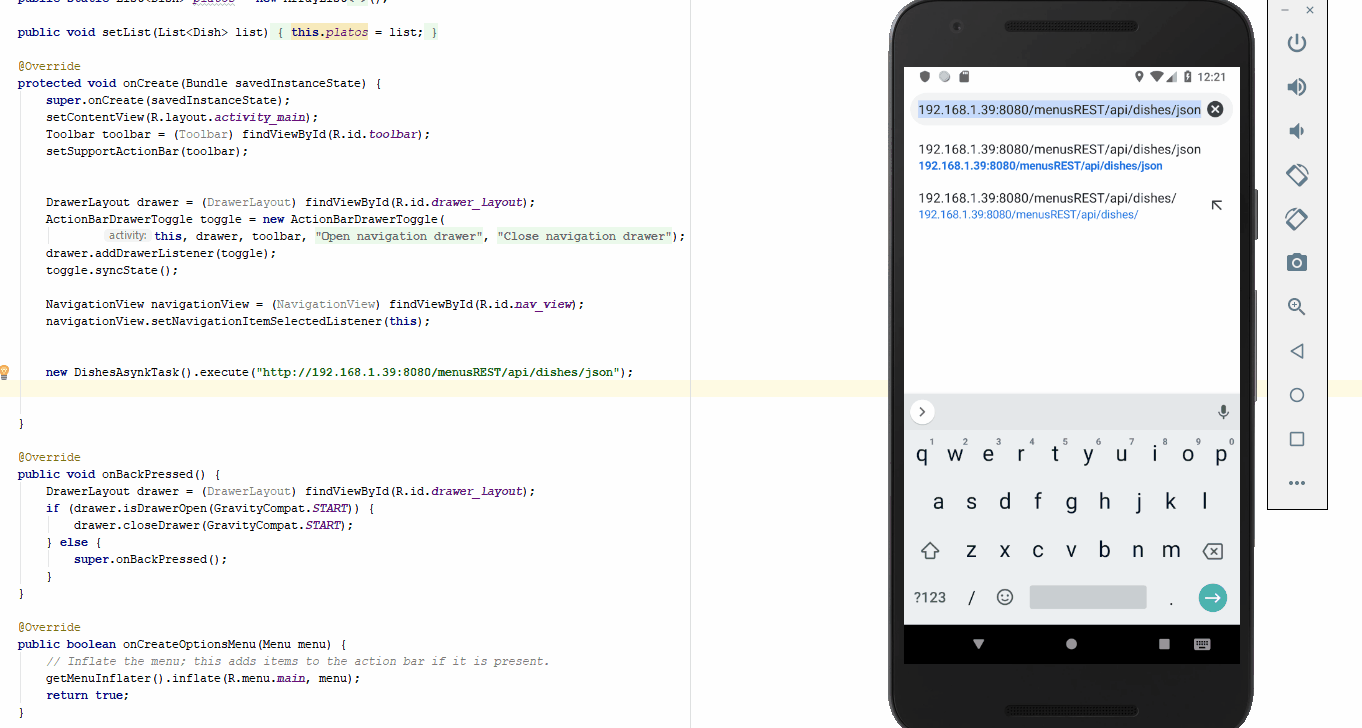 public static List<Dish> platos = new ArrayList<>();
public void setList(List<Dish> list) { this.platos = list; }
@Override
protected void onCreate(Bundle savedInstanceState) {
super.onCreate(savedInstanceState);
setContentView(R.layout.activity_main);
Toolbar toolbar = (Toolbar) findViewById(R.id.toolbar);
setSupportActionBar(toolbar);
DrawerLayout drawer = (DrawerLayout) findViewById(R.id.drawer_layout);
ActionBarDrawerToggle toggle = new ActionBarDrawerToggle(
activity: this, drawer, toolbar, "Open navigation drawer", "Close navigation drawer");
drawer.addDrawerListener(toggle);
toggle.syncState();
NavigationView navigationView = (NavigationView) findViewById(R.id.nav_view);
navigationView.setNavigationItemSelectedListener(this);
new DishesAsynkTask().execute("http://192.168.1.39:8080/menusREST/api/dishes/json");
}
@Override
public void onBackPressed() {
DrawerLayout drawer = (DrawerLayout) findViewById(R.id.drawer_layout);
if (drawer.isDrawerOpen(GravityCompat.START)) {
drawer.closeDrawer(GravityCompat.START);
} else {
super.onBackPressed();
}
}
@Override
public boolean onCreateOptionsMenu(Menu menu) {
// Inflate the menu; this adds items to the action bar if it is present.
getMenuInflater().inflate(R.menu.main, menu);
return true;
}
12:21
192.168.1.39:8080/menusREST/api/dishes/json
192.168.1.39:8080/menusREST/api/dishes/json
192.168.1.39:8080/menusREST/api/dishes/json
192.168.1.39:8080/menusREST/api/dishes/
192.168.1.39:8080/menusREST/api/dishes/
1 2 3 4 5 6 7 8 9 0
q w e r t y u i o p
a s d f g h j k l
z x c v b n m
?123 / .